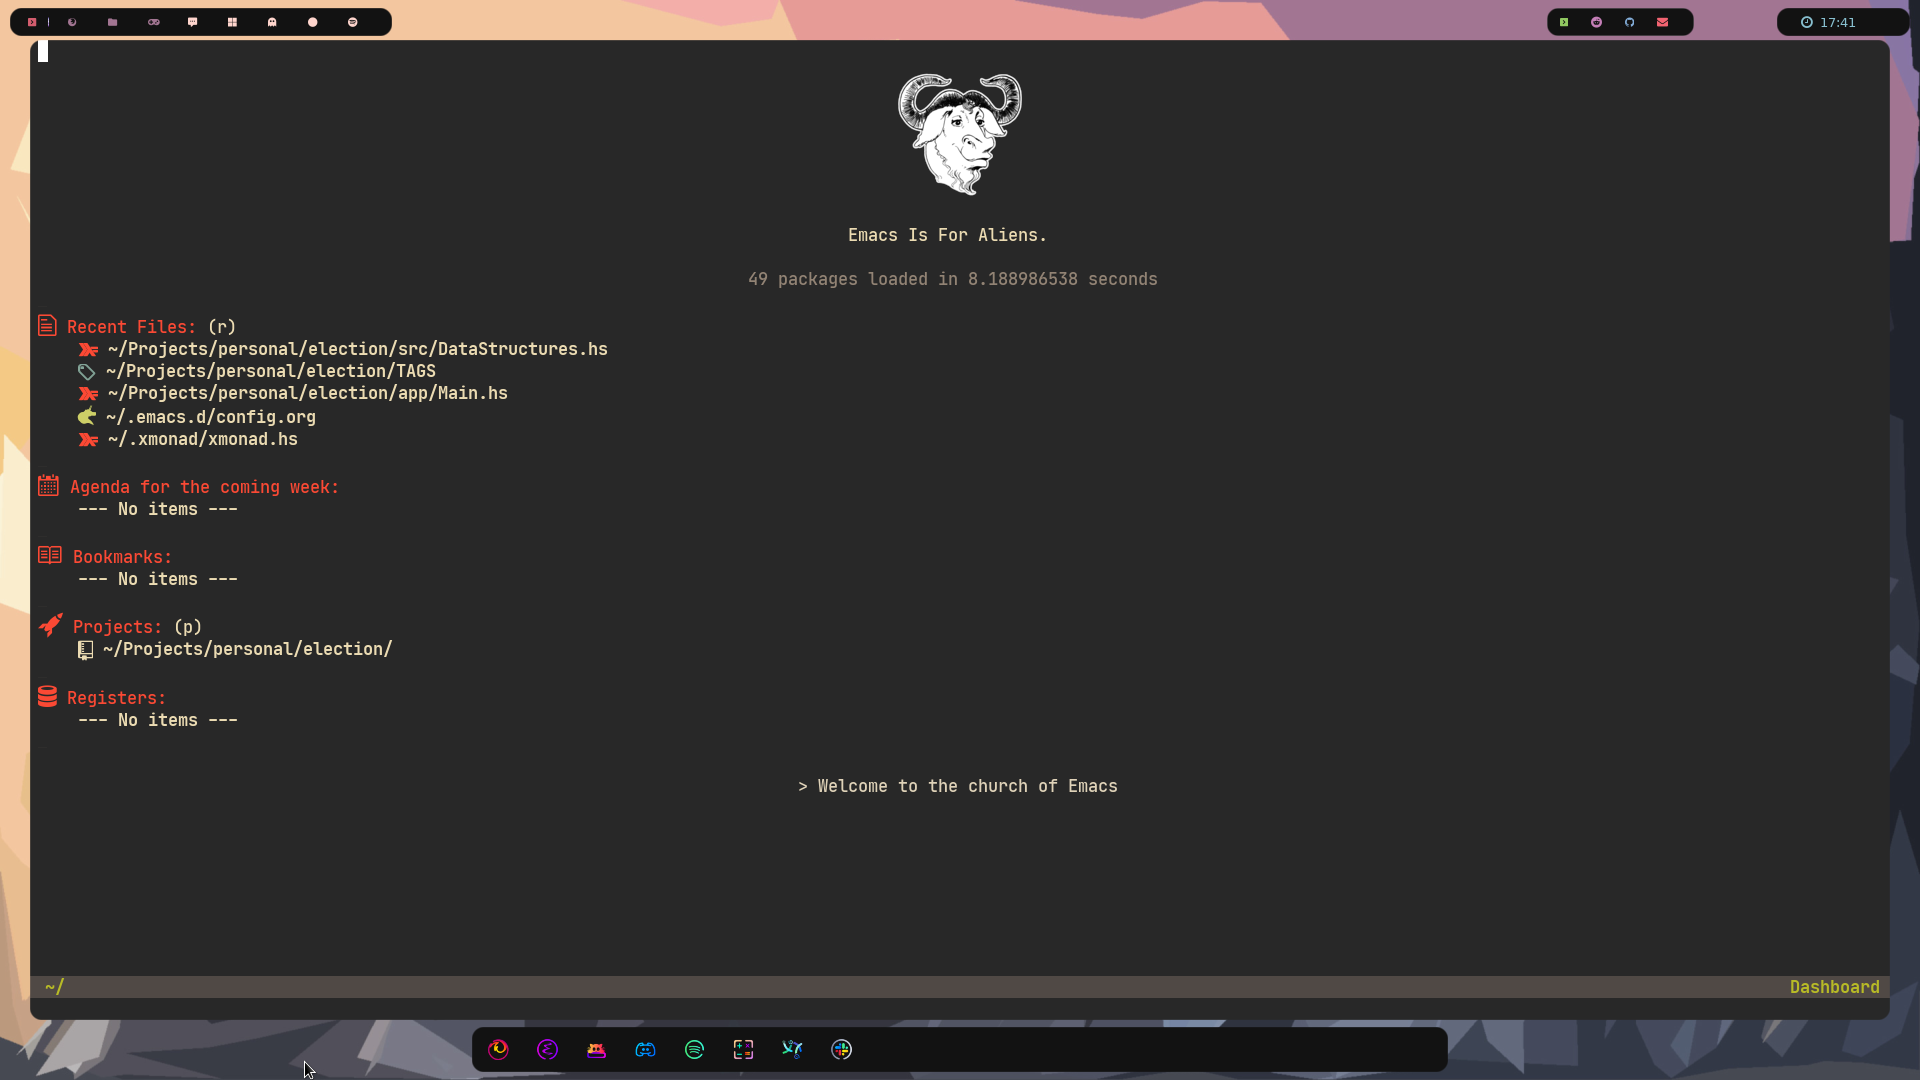 17:41
Emacs Is For Aliens.
49 packages loaded in 8.188986538 seconds
Recent Files: (r)
~/Projects/personal/election/src/DataStructures.hs
~/Projects/personal/election/TAGS
~/Projects/personal/election/app/Main.hs
~/.emacs.d/config.org
~/.xmonad/xmonad.hs
Agenda for the coming week:
--- No items ---
Bookmarks:
--- No items ---
Projects: (p)
~/Projects/personal/election/
Registers:
--- No items ---
> Welcome to the church of Emacs
~/ Dashboard